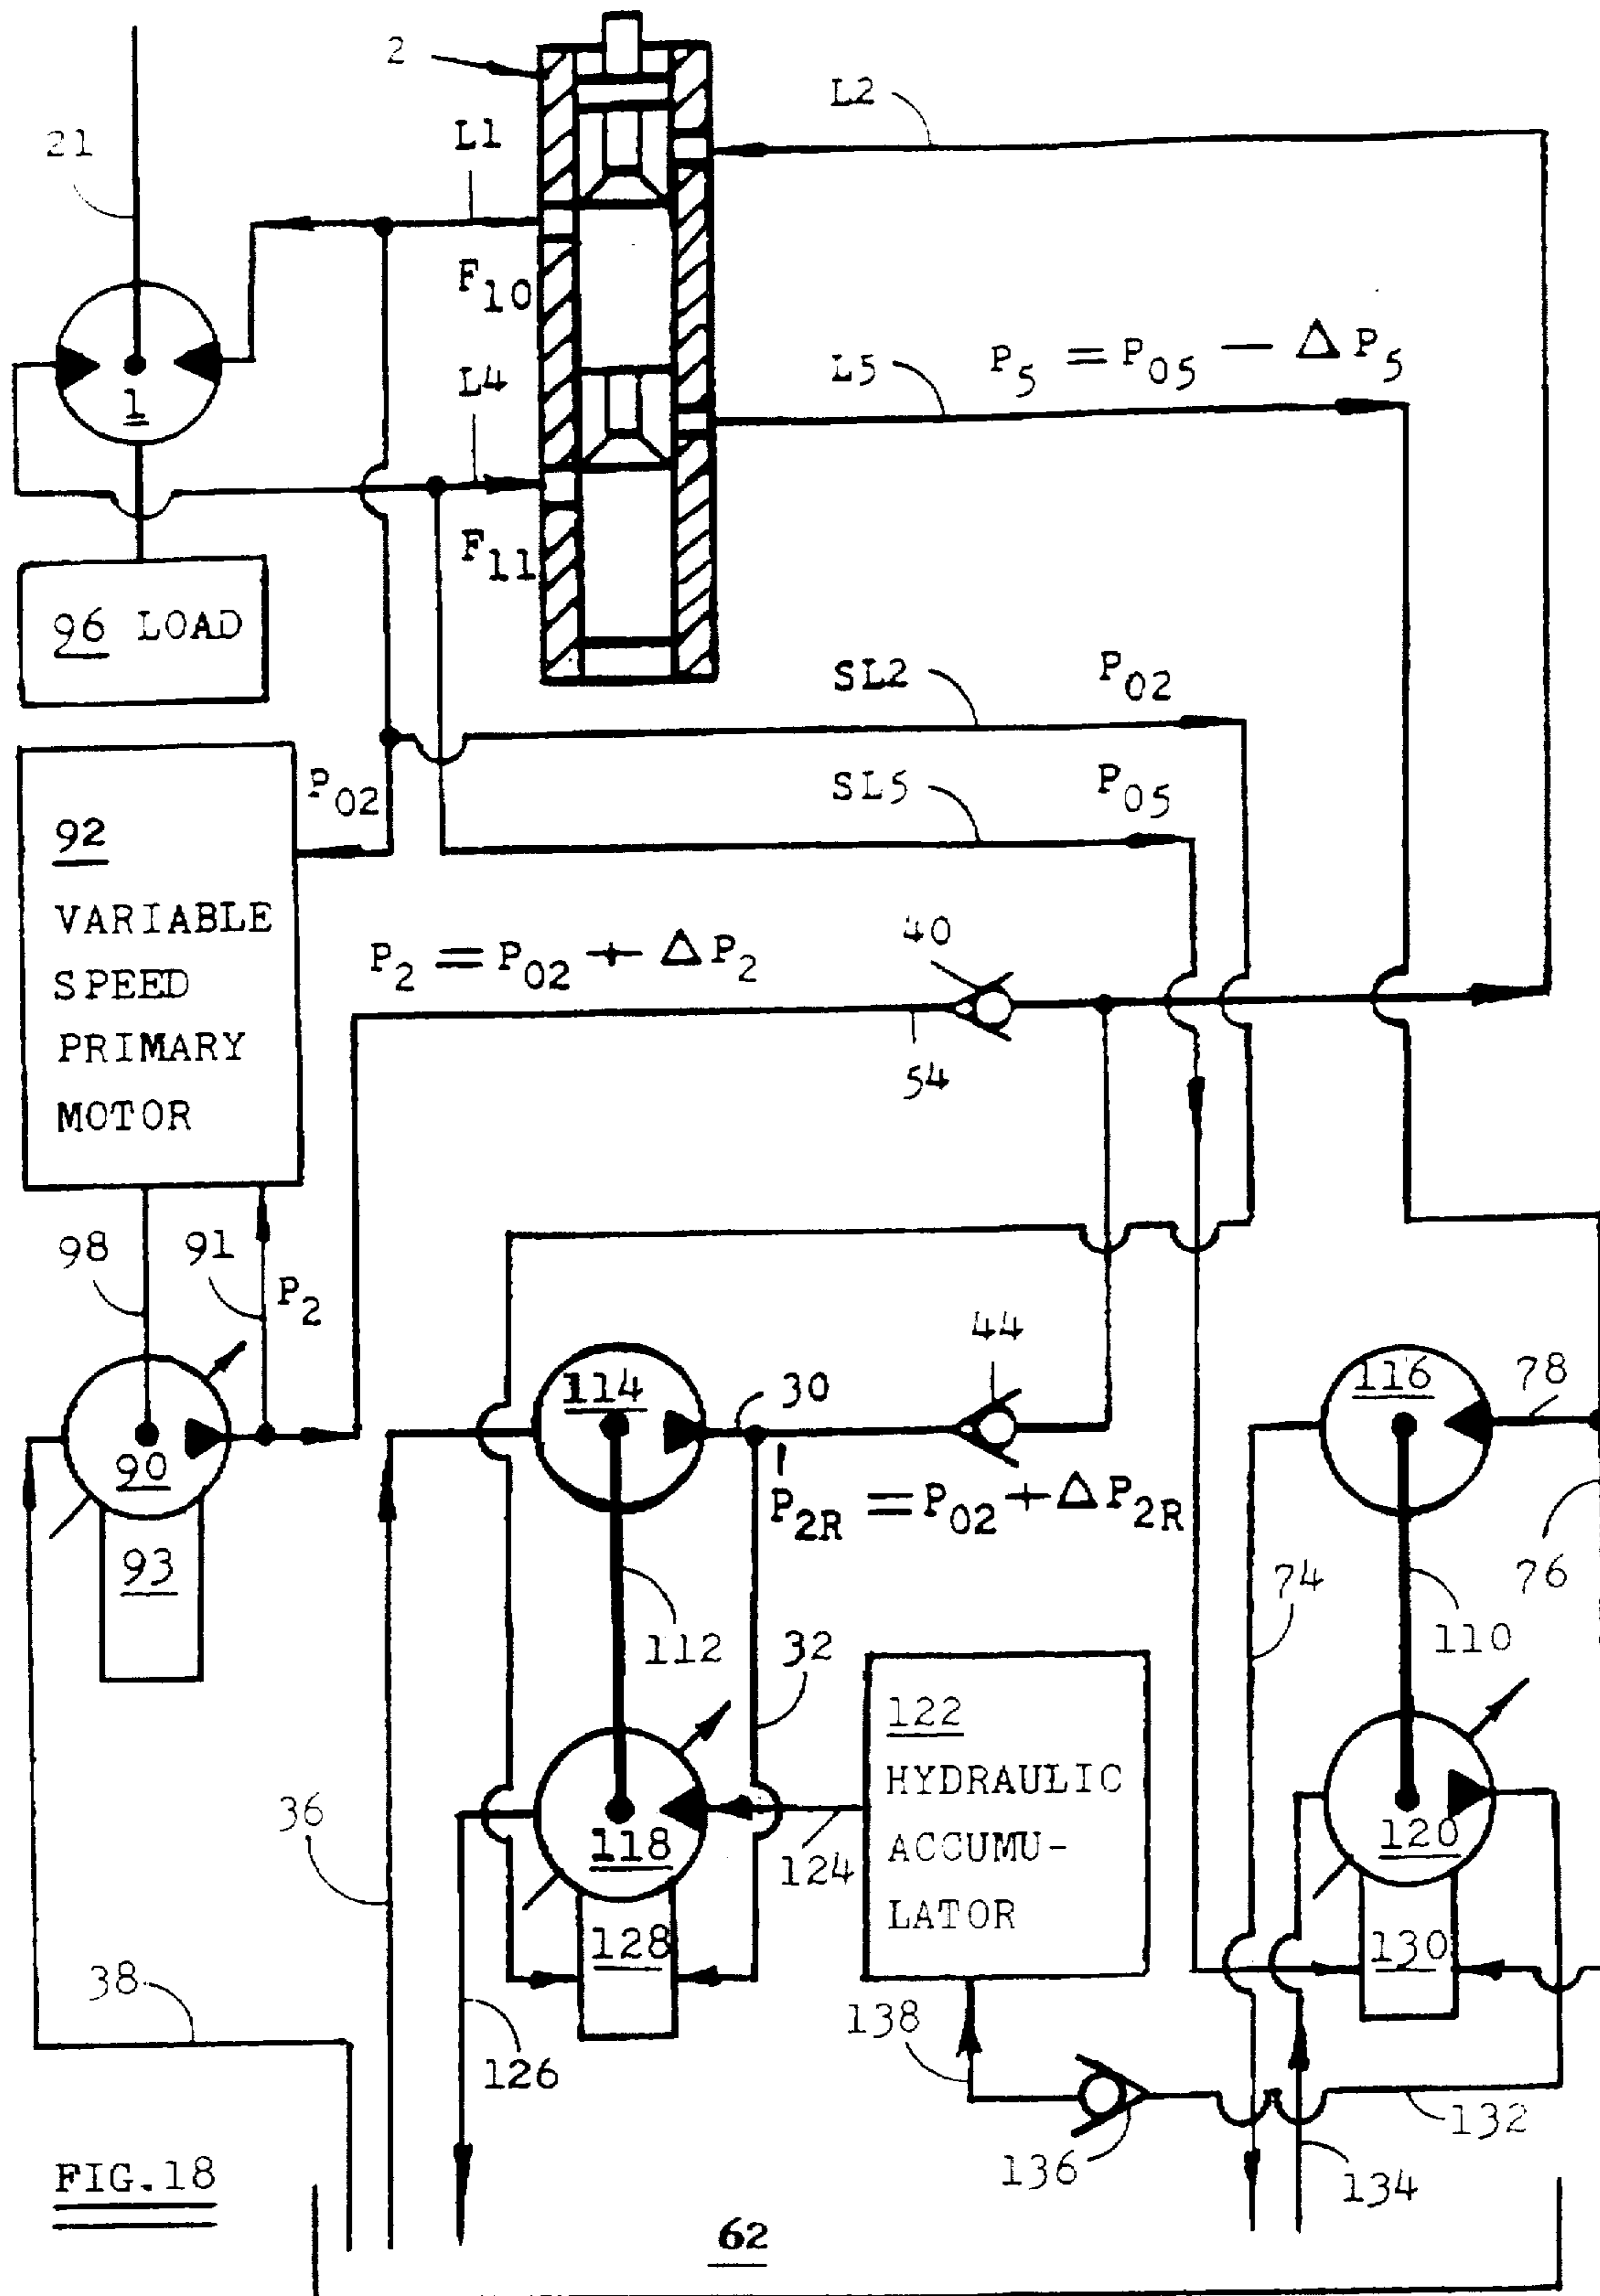 2
L2
21
L1
F10
L5
P5 = P05 − ΔP5
1
L4
F11
96 LOAD
SL2
P02
P02
SL5
P05
92
VARIABLE
SPEED
PRIMARY
MOTOR
P2 = P02 + ΔP2
40
54
98
91
P2
44
114
30
116
78
90
P2R = P02 + ΔP2R
93
112
32
74
110
76
122
HYDRAULIC
ACCUMU-
LATOR
36
118
124
120
128
130
38
126
138
136
132
134
FIG.18
62